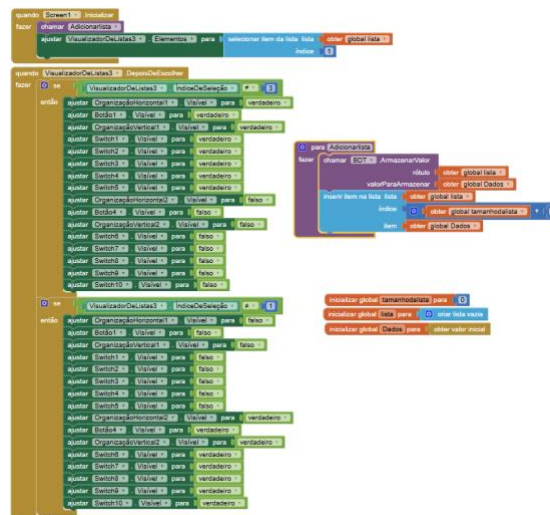 quando Screen1 .Inicializar
fazer chamar Adicionarlista
ajustar VisualizadorDeListas3 . Elementos para selecionar item da lista lista obter global lista
índice 1
quando VisualizadorDeListas3 .DepoisDeEscolher
fazer se VisualizadorDeListas3 . ÍndiceDeSeleção ≠ 3
então ajustar OrganizaçãoHorizontal1 . Visível para verdadeiro
ajustar Botão1 . Visível para verdadeiro
ajustar OrganizaçãoVertical1 . Visível para verdadeiro
ajustar Switch1 . Visível para verdadeiro
ajustar Switch2 . Visível para verdadeiro
ajustar Switch3 . Visível para verdadeiro
ajustar Switch4 . Visível para verdadeiro
ajustar Switch5 . Visível para verdadeiro
ajustar OrganizaçãoHorizontal2 . Visível para falso
ajustar Botão4 . Visível para falso
ajustar OrganizaçãoVertical2 . Visível para falso
ajustar Switch6 . Visível para falso
ajustar Switch7 . Visível para falso
ajustar Switch8 . Visível para falso
ajustar Switch9 . Visível para falso
ajustar Switch10 . Visível para falso
se VisualizadorDeListas3 . ÍndiceDeSeleção ≠ 1
então ajustar OrganizaçãoHorizontal1 . Visível para falso
ajustar Botão1 . Visível para falso
ajustar OrganizaçãoVertical1 . Visível para falso
ajustar Switch1 . Visível para falso
ajustar Switch2 . Visível para falso
ajustar Switch3 . Visível para falso
ajustar Switch4 . Visível para falso
ajustar Switch5 . Visível para falso
ajustar OrganizaçãoHorizontal2 . Visível para verdadeiro
ajustar Botão4 . Visível para verdadeiro
ajustar OrganizaçãoVertical2 . Visível para verdadeiro
ajustar Switch6 . Visível para verdadeiro
ajustar Switch7 . Visível para verdadeiro
ajustar Switch8 . Visível para verdadeiro
ajustar Switch9 . Visível para verdadeiro
ajustar Switch10 . Visível para verdadeiro
para Adicionarlista
fazer chamar BDT .ArmazenarValor
rótulo obter global lista
valorParaArmazenar obter global Dados
inserir item na lista lista obter global lista
índice obter global tamanhodalista +
item obter global Dados
inicializar global tamanhodalista para 0
inicializar global lista para criar lista vazia
inicializar global Dados para obter valor inicial